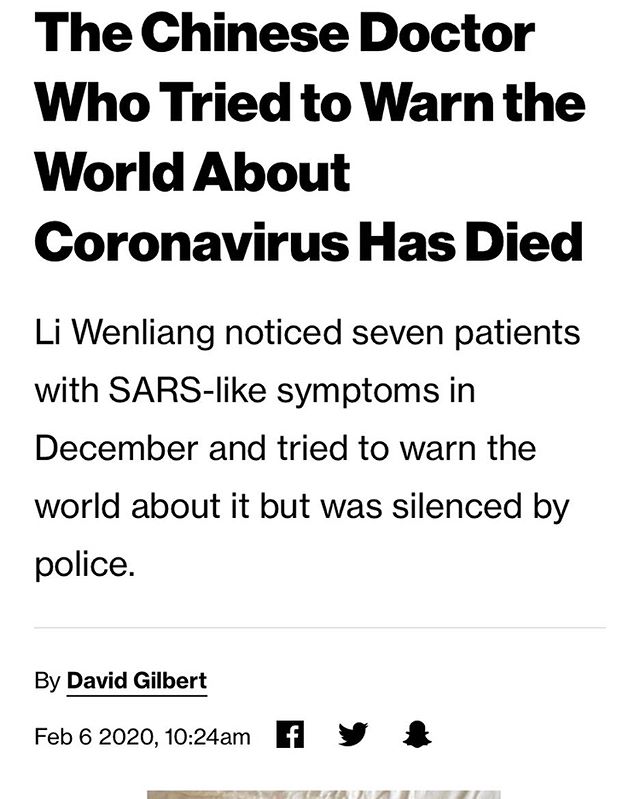 The Chinese Doctor
Who Tried to Warn the
World About
Coronavirus Has Died
Li Wenliang noticed seven patients
with SARS-like symptoms in
December and tried to warn the
world about it but was silenced by
police.
By David Gilbert
Feb 6 2020, 10:24am